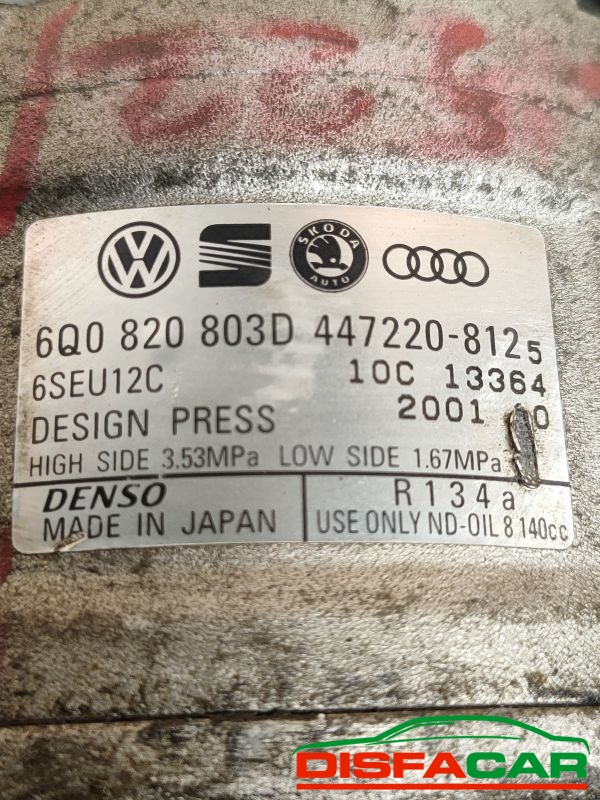 ŠKODA
AUTO
6Q0 820 803D 447220-8125
6SEU12C 10C 13364
DESIGN PRESS 2001
HIGH SIDE 3.53MPa LOW SIDE 1.67MPa
DENSO R134a
MADE IN JAPAN USE ONLY ND-OIL 8 140cc
DISFACAR